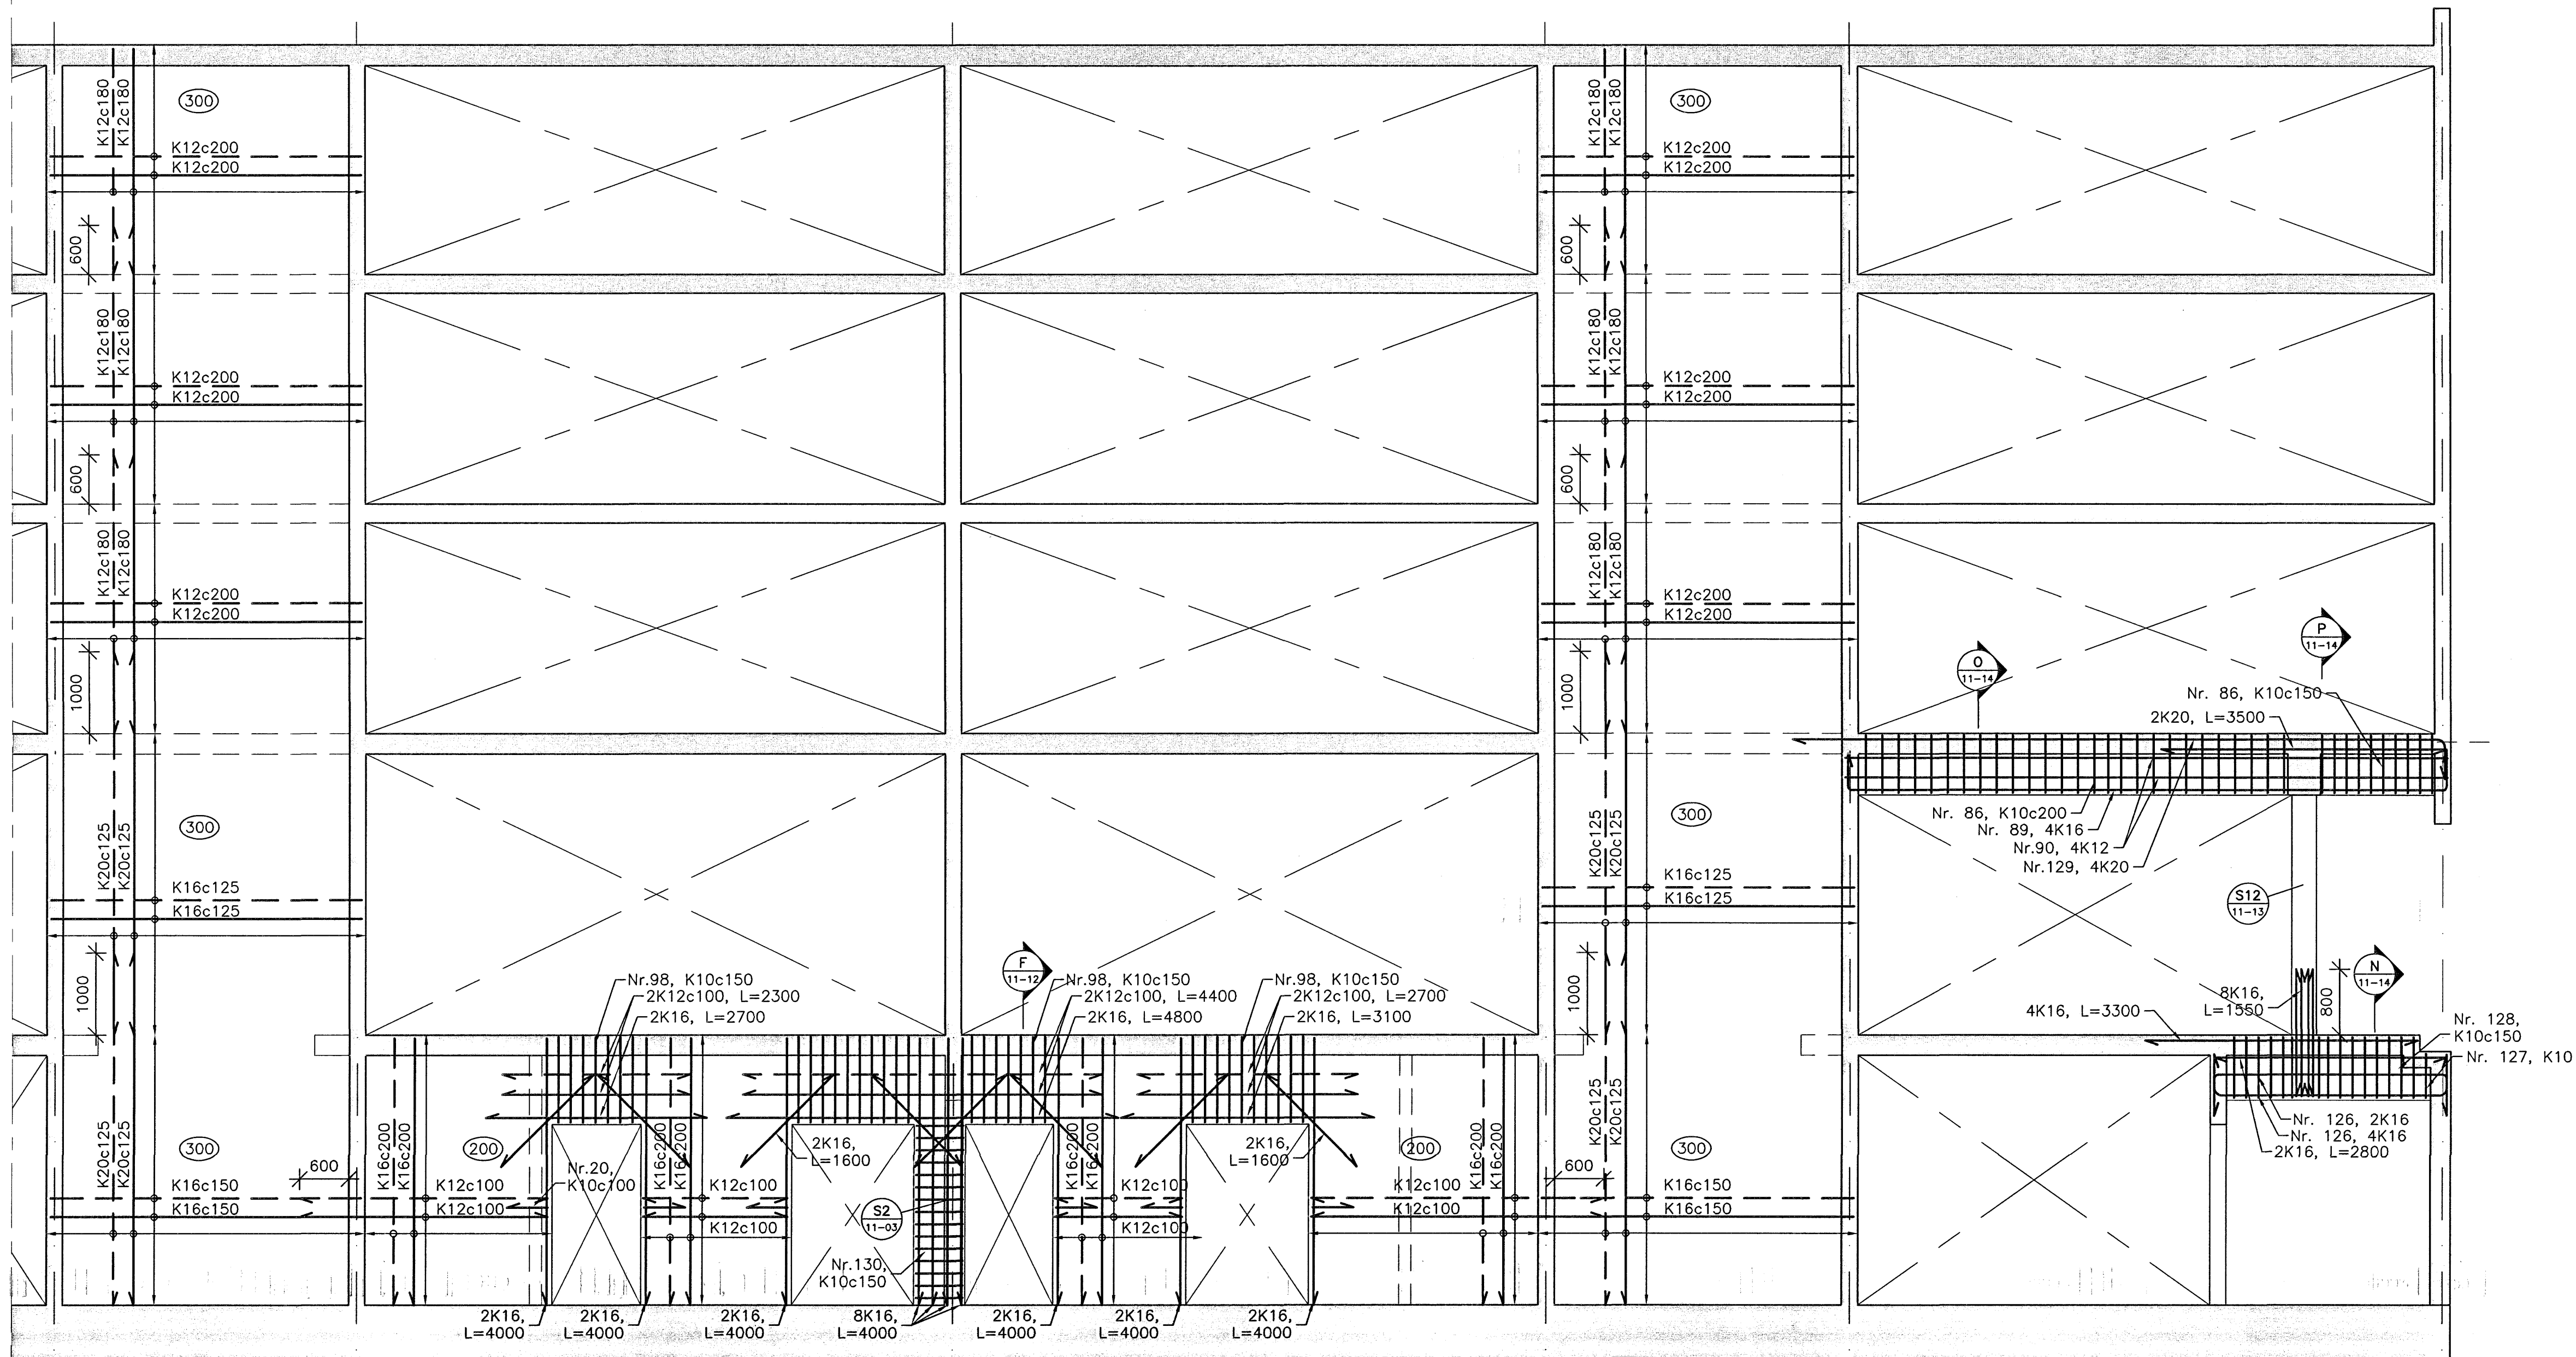 K12c180
K12c180
300
K12c200
K12c200
600
K12c180
K12c180
300
K12c200
K12c200
600
K12c180
K12c180
K12c200
K12c200
600
K12c180
K12c180
K12c200
K12c200
600
K12c180
K12c180
K12c200
K12c200
1000
K12c180
K12c180
K12c200
K12c200
1000
O
11-14
P
11-14
Nr. 86, K10c150
2K20, L=3500
Nr. 86, K10c200
Nr. 89, 4K16
Nr.90, 4K12
Nr.129, 4K20
K20c125
K20c125
300
K16c125
K16c125
1000
K20c125
K20c125
300
K16c125
K16c125
1000
S12
11-13
F
11-12
Nr.98, K10c150
2K12c100, L=2300
2K16, L=2700
Nr.98, K10c150
2K12c100, L=4400
2K16, L=4800
Nr.98, K10c150
2K12c100, L=2700
2K16, L=3100
N
11-14
4K16, L=3300
8K16,
L=1550
800
Nr. 128,
K10c150
Nr. 127, K10
Nr. 126, 2K16
Nr. 126, 4K16
2K16, L=2800
K20c125
K20c125
300
600
K16c150
K16c150
K16c200
K16c200
200
Nr.20,
K10c100
K12c100
K12c100
K16c200
K16c200
K12c100
K12c100
2K16,
L=1600
S2
11-03
Nr.130,
K10c150
K16c200
K16c200
K12c100
K12c100
2K16,
L=1600
200
K12c100
K12c100
K16c200
K16c200
600
K20c125
K20c125
300
K16c150
K16c150
2K16,
L=4000
2K16,
L=4000
2K16,
L=4000
8K16,
L=4000
2K16,
L=4000
2K16,
L=4000
2K16,
L=4000